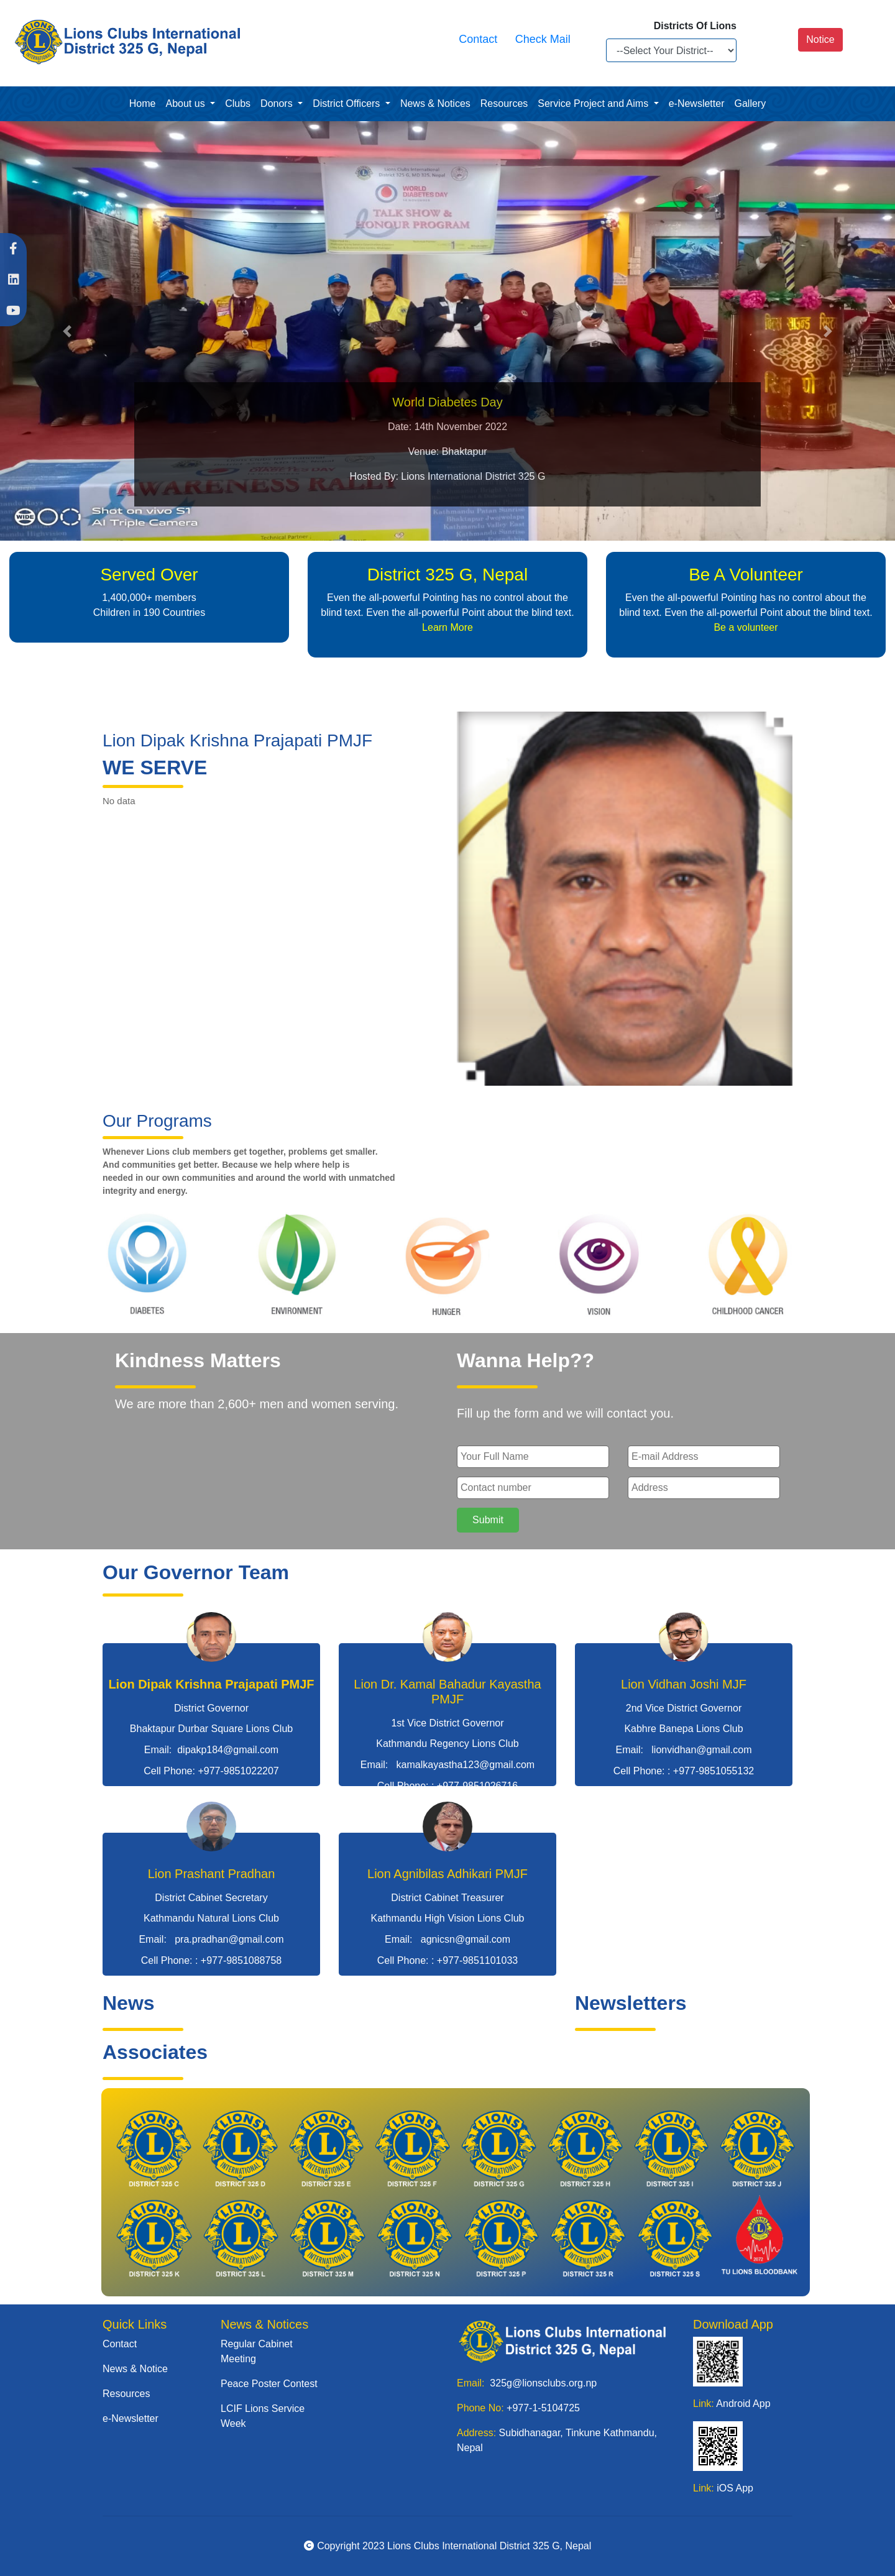 Lions Clubs International
District 325 G, Nepal
Contact
Check Mail
Districts Of Lions
--Select Your District--
Notice
Home
About us
Clubs
Donors
District Officers
News & Notices
Resources
Service Project and Aims
e-Newsletter
Gallery
WORLD
DIABETES
DAY
TALK SHOW &
HONOUR PROGRAM
World Diabetes Day
Date: 14th November 2022
Venue: Bhaktapur
Hosted By: Lions International District 325 G
AWARENESS RALLY
WIDE
Shot on vivo S1
AI Triple Camera
Served Over
1,400,000+ members
Children in 190 Countries
District 325 G, Nepal
Even the all-powerful Pointing has no control about the
blind text. Even the all-powerful Point about the blind text.
Learn More
Be A Volunteer
Even the all-powerful Pointing has no control about the
blind text. Even the all-powerful Point about the blind text.
Be a volunteer
Lion Dipak Krishna Prajapati PMJF
WE SERVE
No data
Our Programs
Whenever Lions club members get together, problems get smaller.
And communities get better. Because we help where help is
needed in our own communities and around the world with unmatched
integrity and energy.
DIABETES
ENVIRONMENT
HUNGER
VISION
CHILDHOOD CANCER
Kindness Matters
We are more than 2,600+ men and women serving.
Wanna Help??
Fill up the form and we will contact you.
Your Full Name
E-mail Address
Contact number
Address
Submit
Our Governor Team
Lion Dipak Krishna Prajapati PMJF
District Governor
Bhaktapur Durbar Square Lions Club
Email: dipakp184@gmail.com
Cell Phone: +977-9851022207
Lion Dr. Kamal Bahadur Kayastha
PMJF
1st Vice District Governor
Kathmandu Regency Lions Club
Email: kamalkayastha123@gmail.com
Cell Phone: : +977-9851026716
Lion Vidhan Joshi MJF
2nd Vice District Governor
Kabhre Banepa Lions Club
Email: lionvidhan@gmail.com
Cell Phone: : +977-9851055132
Lion Prashant Pradhan
District Cabinet Secretary
Kathmandu Natural Lions Club
Email: pra.pradhan@gmail.com
Cell Phone: : +977-9851088758
Lion Agnibilas Adhikari PMJF
District Cabinet Treasurer
Kathmandu High Vision Lions Club
Email: agnicsn@gmail.com
Cell Phone: : +977-9851101033
News
Newsletters
Associates
DISTRICT 325 C
DISTRICT 325 D
DISTRICT 325 E
DISTRICT 325 F
DISTRICT 325 G
DISTRICT 325 H
DISTRICT 325 I
DISTRICT 325 J
DISTRICT 325 K
DISTRICT 325 L
DISTRICT 325 M
DISTRICT 325 N
DISTRICT 325 P
DISTRICT 325 R
DISTRICT 325 S
TU LIONS BLOODBANK
Quick Links
Contact
News & Notice
Resources
e-Newsletter
News & Notices
Regular Cabinet
Meeting
Peace Poster Contest
LCIF Lions Service
Week
Lions Clubs International
District 325 G, Nepal
Email: 325g@lionsclubs.org.np
Phone No: +977-1-5104725
Address: Subidhanagar, Tinkune Kathmandu,
Nepal
Download App
Link: Android App
Link: iOS App
Copyright 2023 Lions Clubs International District 325 G, Nepal